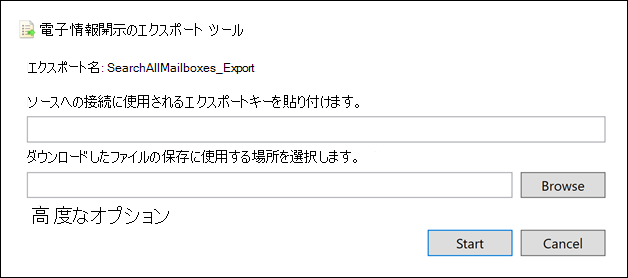 電子情報開示のエクスポート ツール
エクスポート名: SearchAllMailboxes_Export
ソースへの接続に使用されるエクスポートキーを貼り付けます。
ダウンロードしたファイルの保存に使用する場所を選択します。
Browse
高度なオプション
Start Cancel